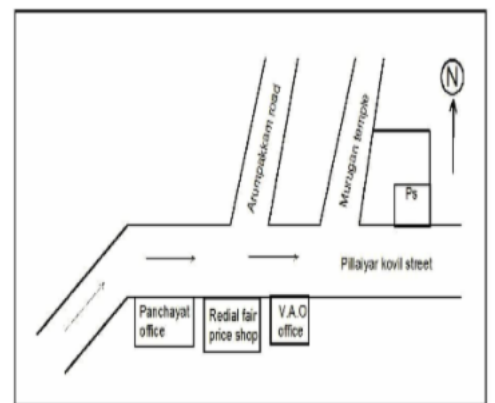 N
Arumpakkam road
Murugan temple
Ps
Pillaiyar kovil street
Panchayat
office
Redial fair
price shop
V.A.O
office